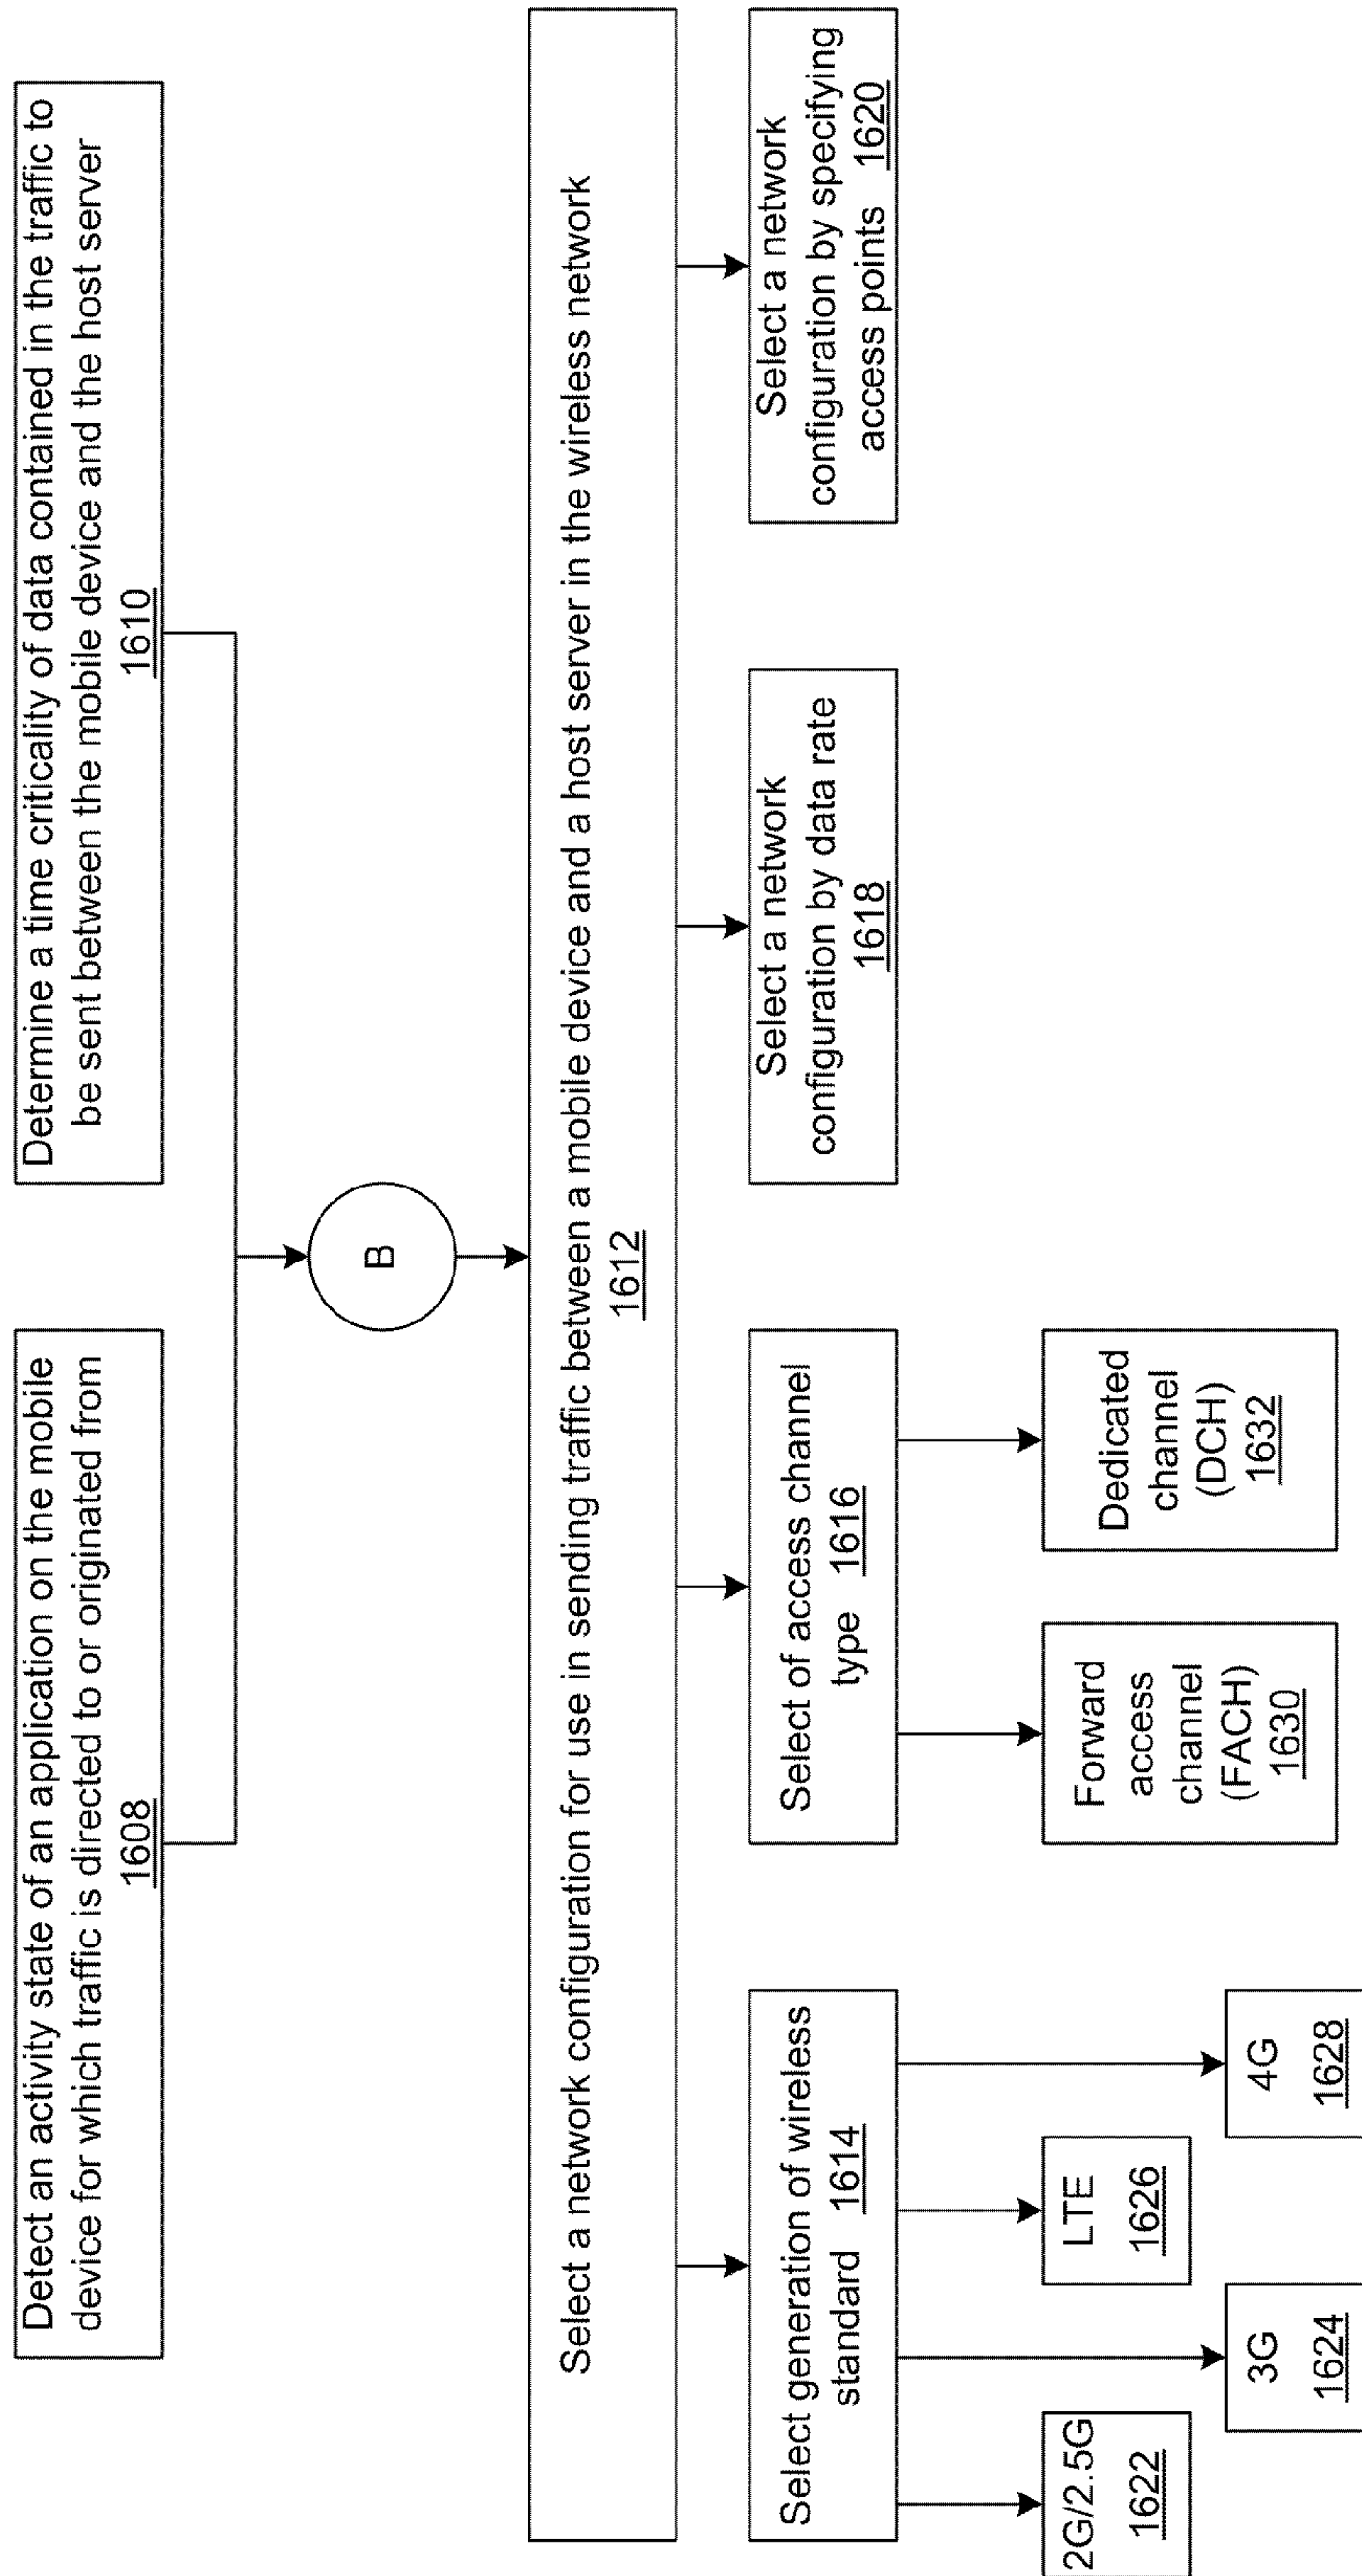 Detect an activity state of an application on the mobile
device for which traffic is directed to or originated from
1608
Determine a time criticality of data contained in the traffic to
be sent between the mobile device and the host server
1610
B
Select a network configuration for use in sending traffic between a mobile device and a host server in the wireless network
1612
Select generation of wireless
standard 1614
Select of access channel
type 1616
Select a network
configuration by data rate
1618
Select a network
configuration by specifying
access points 1620
2G/2.5G
1622
3G
1624
LTE
1626
4G
1628
Forward
access
channel
(FACH)
1630
Dedicated
channel
(DCH)
1632